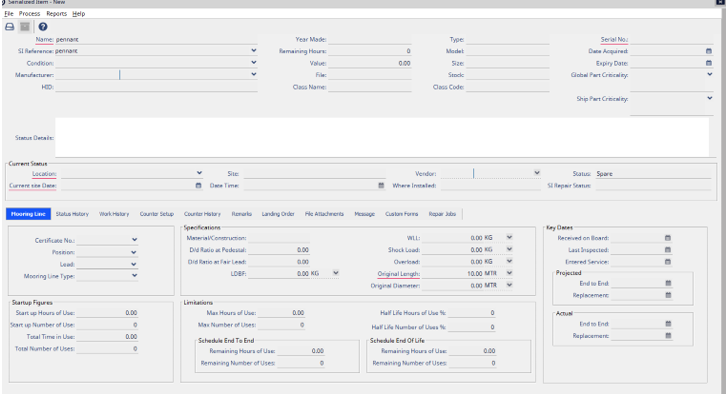 Serialized Item - New
File Process Reports Help
Name: pennant Year Made: Type: Serial No.:
SI Reference: pennant Remaining Hours: 0 Model: Date Acquired:
Condition: Value: 0.00 Size: Expiry Date:
Manufacturer: File: Stock: Global Part Criticality:
HID: Class Name: Class Code:
Ship Part Criticality:
Status Details:
Current Status
Location: Site: Vendor: Status: Spare
Current site Date: Date Time: Where Installed: SI Repair Status:
Mooring Line Status History Work History Counter Setup Counter History Remarks Landing Order File Attachments Message Custom Forms Repair Jobs
Specifications Key Dates
Certificate No.: Material/Construction: WLL: 0.00 KG Received on Board:
Position: D/d Ratio at Pedestal: 0.00 Shock Load: 0.00 KG Last Inspected:
Lead: D/d Ratio at Fair Lead: 0.00 Overload: 0.00 KG Entered Service:
Mooring Line Type: LDBF: 0.00 KG Original Length: 10.00 MTR Projected
Original Diameter: 0.00 MTR End to End:
Replacement:
Startup Figures Limitations
Start up Hours of Use: 0.00 Max Hours of Use: 0.00 Half Life Hours of Use %: 0 Actual
Start up Number of Use: 0 Max Number of Uses: 0 Half Life Number of Uses %: 0 End to End:
Total Time in Use: 0.00 Schedule End To End Schedule End Of Life Replacement:
Total Number of Uses: 0 Remaining Hours of Use: 0.00 Remaining Hours of Use: 0.00
Remaining Number of Uses: 0 Remaining Number of Uses: 0